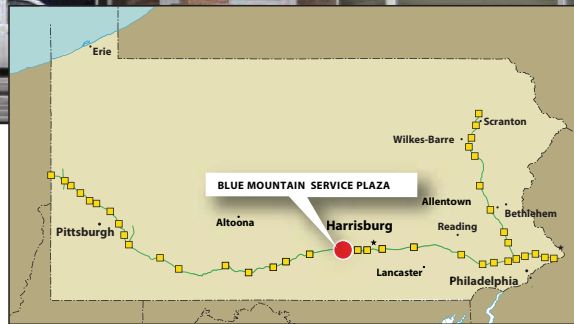 Erie
Scranton
Wilkes-Barre
BLUE MOUNTAIN SERVICE PLAZA
Allentown
Bethlehem
Altoona
Harrisburg
Reading
Pittsburgh
Lancaster
Philadelphia